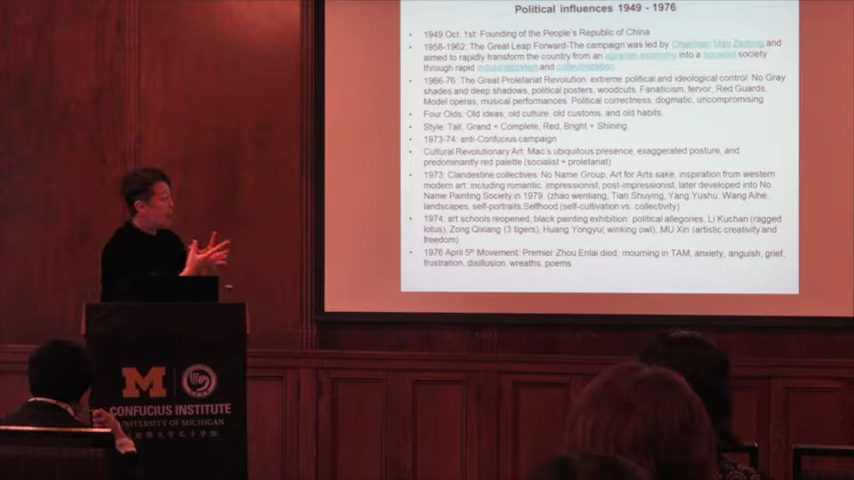 Political influences 1949 - 1976
• 1949 Oct. 1st: Founding of the People's Republic of China
• 1958-1962: The Great Leap Forward-The campaign was led by Chairman Mao Zedong and
aimed to rapidly transform the country from an agrarian economy into a socialist society
through rapid industrialization and collectivization.
• 1966-76: The Great Proletariat Revolution: extreme political and ideological control. No Gray
shades and deep shadows, political posters, woodcuts. Fanaticism, fervor, Red Guards,
Model operas, musical performances. Political correctness, dogmatic, uncompromising
• Four Olds: Old ideas, old culture, old customs, and old habits.
• Style: Tall, Grand + Complete, Red, Bright + Shining
• 1973-74: anti-Confucius campaign
• Cultural Revolutionary Art: Mao's ubiquitous presence, exaggerated posture, and
predominantly red palette (socialist + proletariat)
• 1973: Clandestine collectives: No Name Group, Art for Arts sake, inspiration from western
modern art, including romantic, impressionist, post-impressionist, later developed into No
Name Painting Society in 1979. (zhao wenliang, Tian Shuying, Yang Yushu, Wang Aihe,
landscapes, self-portraits.Selfhood (self-cultivation vs. collectivity)
• 1974: art schools reopened, black painting exhibition: political allegories, Li Kuchan (ragged
lotus), Zong Qixiang (3 tigers), Huang Yongyu( winking owl), MU Xin (artistic creativity and
freedom)
• 1976 April 5th Movement: Premier Zhou Enlai died, mourning in TAM, anxiety, anguish, grief,
frustration, disillusion, wreaths, poems
M
CONFUCIUS INSTITUTE
UNIVERSITY OF MICHIGAN